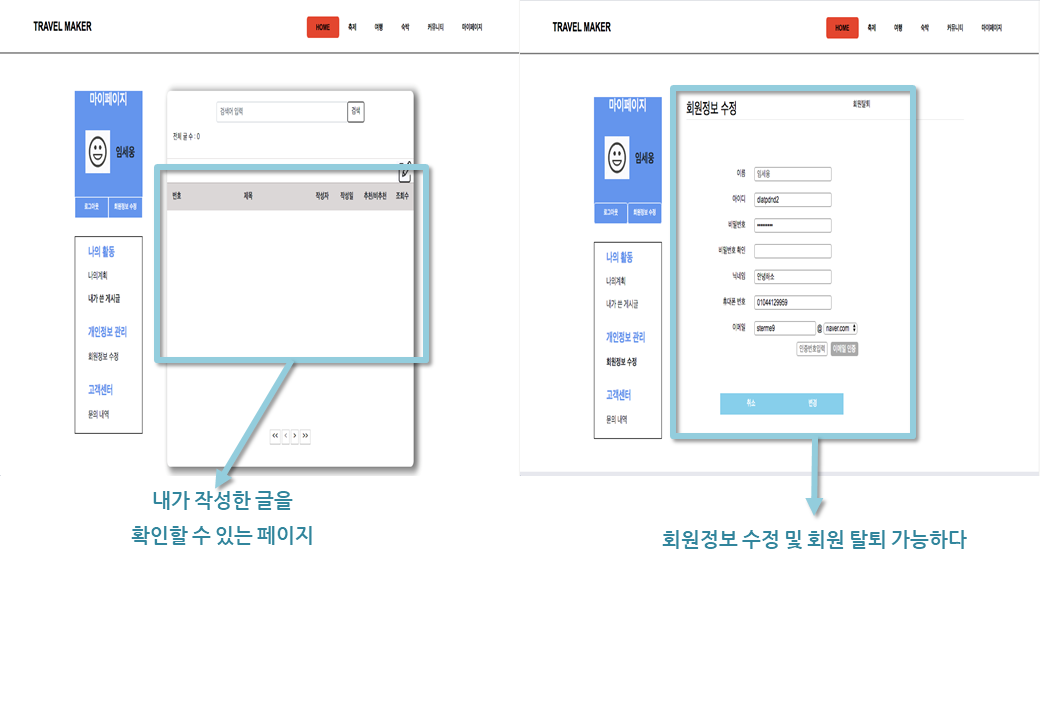 TRAVEL MAKER
HOME 축제 여행 숙박 커뮤니티 마이페이지
마이페이지
임세웅
로그아웃 회원정보 수정
나의 활동
나의계획
내가 쓴 게시글
개인정보 관리
회원정보 수정
고객센터
문의 내역
검색어 입력 검색
전체 글 수 : 0
번호 제목 작성자 작성일 추천/비추천 조회수
<< < > >>
내가 작성한 글을
확인할 수 있는 페이지
TRAVEL MAKER
HOME 축제 여행 숙박 커뮤니티 마이페이지
마이페이지
임세웅
로그아웃 회원정보 수정
나의 활동
나의계획
내가 쓴 게시글
개인정보 관리
회원정보 수정
고객센터
문의 내역
회원정보 수정 회원탈퇴
이름 임세웅
아이디 dlatpdnd2
비밀번호 •••••••••
비밀번호 확인
닉네임 안녕하소
휴대폰 번호 01044129959
이메일 sterme9 @ naver.com
인증번호입력 이메일 인증
취소 변경
회원정보 수정 및 회원 탈퇴 가능하다